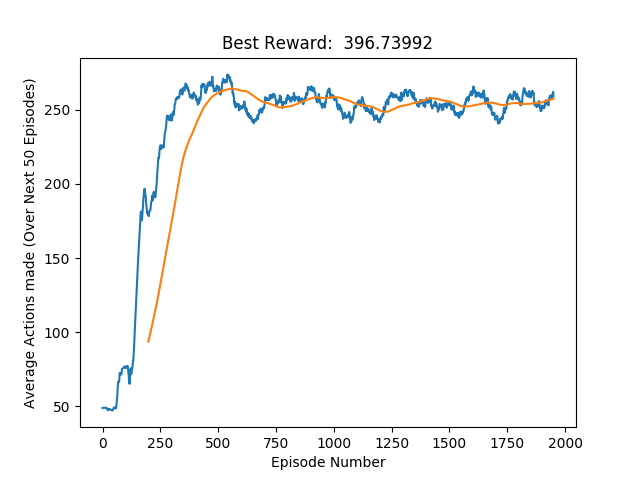 Best Reward:  396.73992
Average Actions made (Over Next 50 Episodes)
250
200
150
100
50
0 250 500 750 1000 1250 1500 1750 2000
Episode Number